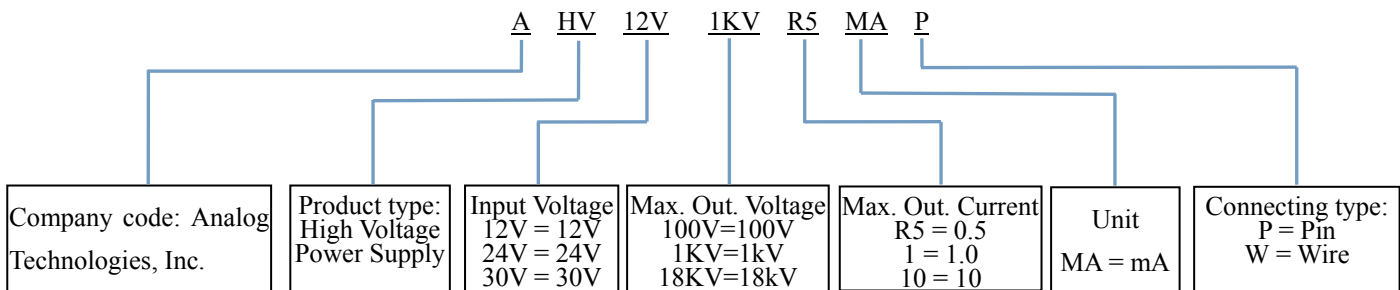 A HV 12V 1KV R5 MA P
Company code: Analog
Technologies, Inc.
Product type:
High Voltage
Power Supply
Input Voltage
12V = 12V
24V = 24V
30V = 30V
Max. Out. Voltage
100V=100V
1KV=1kV
18KV=18kV
Max. Out. Current
R5 = 0.5
1 = 1.0
10 = 10
Unit
MA = mA
Connecting type:
P = Pin
W = Wire